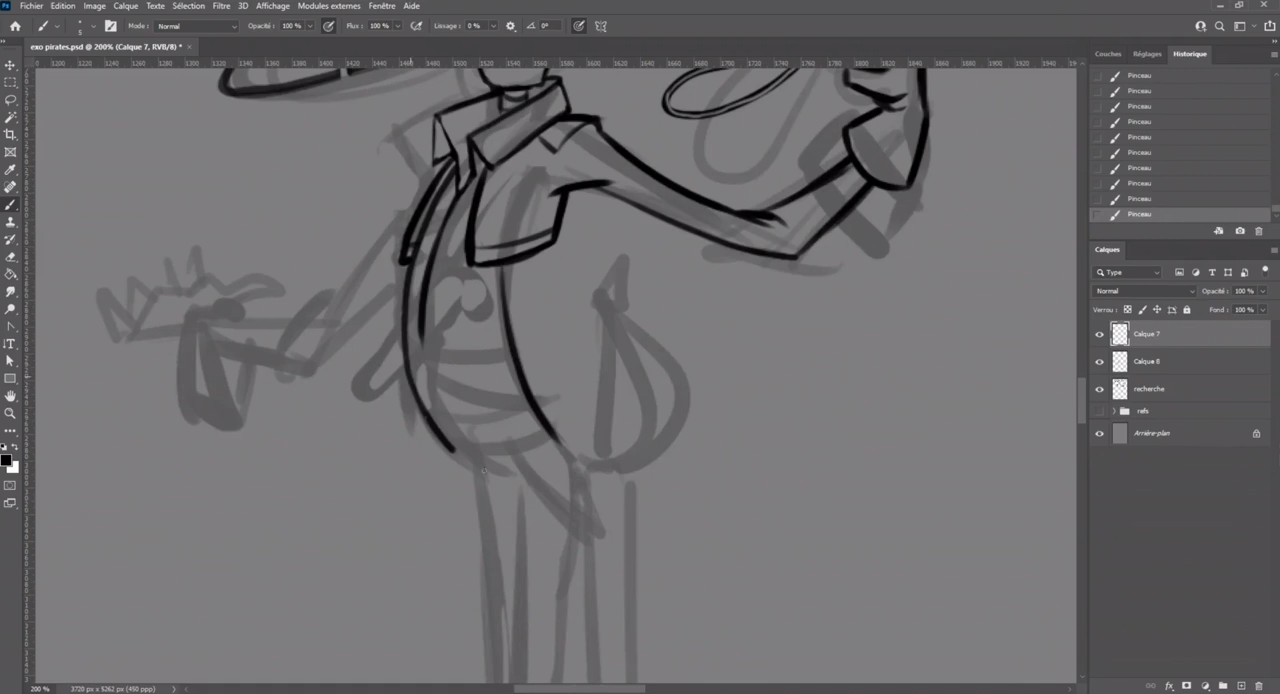 Ps Fichier Edition Image Calque Texte Sélection Filtre 3D Affichage Modules externes Fenêtre Aide
5 Mode : Normal Opacité : 100 % Flux : 100 % Lissage : 0 % 0°
exo pirates.psd @ 200% (Calque 7, RVB/8) * ×
Couches Réglages Historique
Pinceau
Pinceau
Pinceau
Pinceau
Pinceau
Pinceau
Pinceau
Pinceau
Pinceau
Pinceau
Calques
Type
Normal Opacité : 100 %
Verrou : Fond : 100 %
Calque 7
Calque 8
recherche
refs
Arrière-plan
200 % 3720 px x 5262 px (450 ppp)